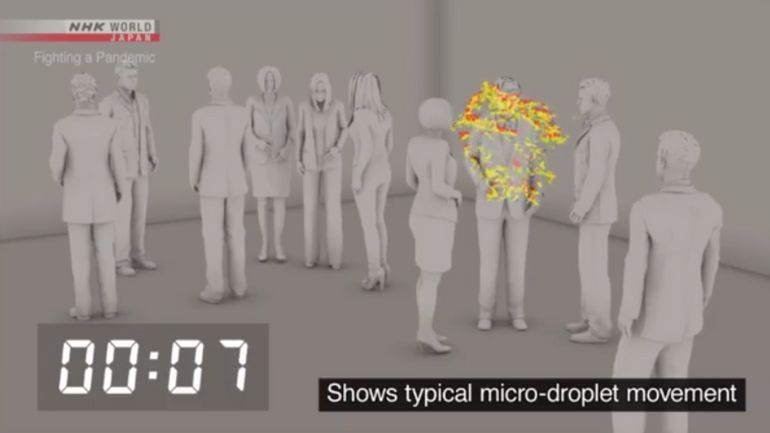 NHK WORLD
JAPAN
Fighting a Pandemic
00:07
Shows typical micro-droplet movement